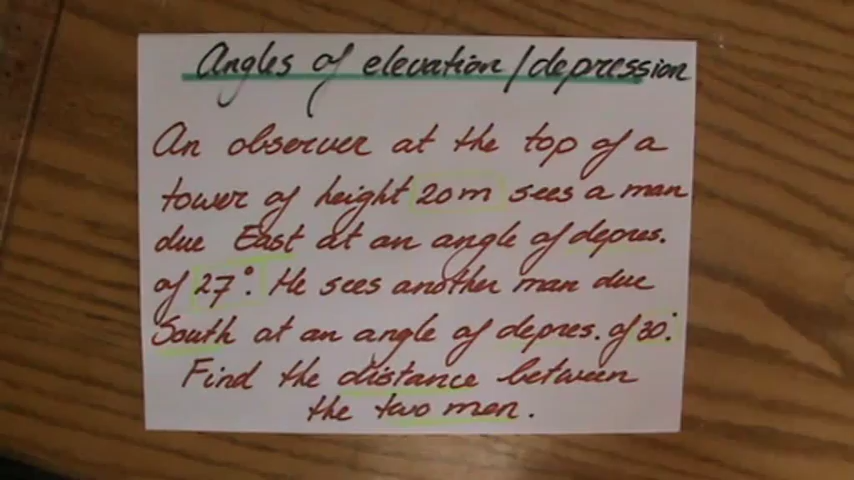 Angles of elevation/depression
An observer at the top of a
tower of height 20m sees a man
due East at an angle of depres.
of 27°. He sees another man due
South at an angle of depres. of 30°.
Find the distance between
the two men.